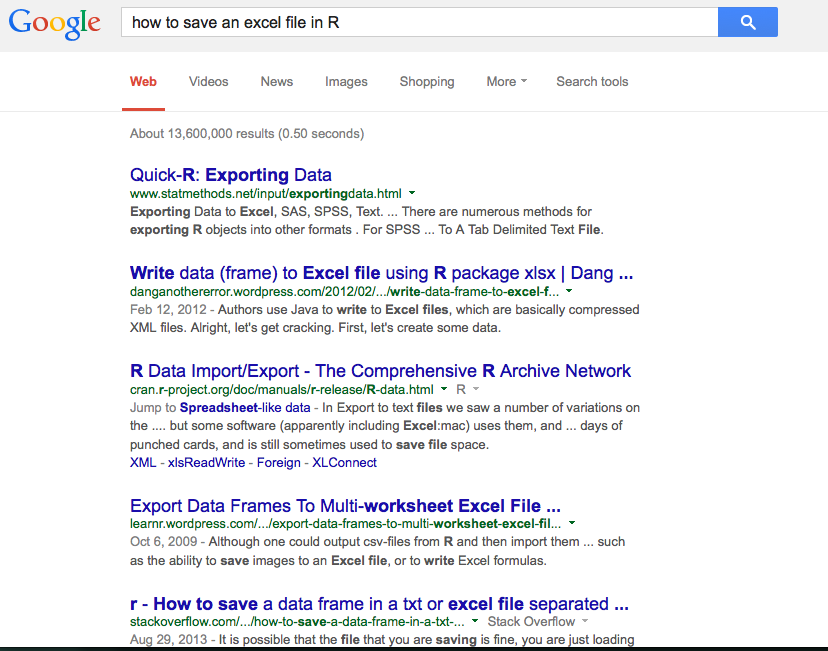 Google
how to save an excel file in R
Web Videos News Images Shopping More Search tools
About 13,600,000 results (0.50 seconds)
Quick-R: Exporting Data
www.statmethods.net/input/exportingdata.html
Exporting Data to Excel, SAS, SPSS, Text. ... There are numerous methods for
exporting R objects into other formats . For SPSS ... To A Tab Delimited Text File.
Write data (frame) to Excel file using R package xlsx | Dang ...
danganothererror.wordpress.com/2012/02/.../write-data-frame-to-excel-f...
Feb 12, 2012 - Authors use Java to write to Excel files, which are basically compressed
XML files. Alright, let's get cracking. First, let's create some data.
R Data Import/Export - The Comprehensive R Archive Network
cran.r-project.org/doc/manuals/r-release/R-data.html R
Jump to Spreadsheet-like data - In Export to text files we saw a number of variations on
the .... but some software (apparently including Excel:mac) uses them, and ... days of
punched cards, and is still sometimes used to save file space.
XML - xlsReadWrite - Foreign - XLConnect
Export Data Frames To Multi-worksheet Excel File ...
learnr.wordpress.com/.../export-data-frames-to-multi-worksheet-excel-fil...
Oct 6, 2009 - Although one could output csv-files from R and then import them ... such
as the ability to save images to an Excel file, or to write Excel formulas.
r - How to save a data frame in a txt or excel file separated ...
stackoverflow.com/.../how-to-save-a-data-frame-in-a-txt-... Stack Overflow
Aug 29, 2013 - It is possible that the file that you are saving is fine, you are just loading